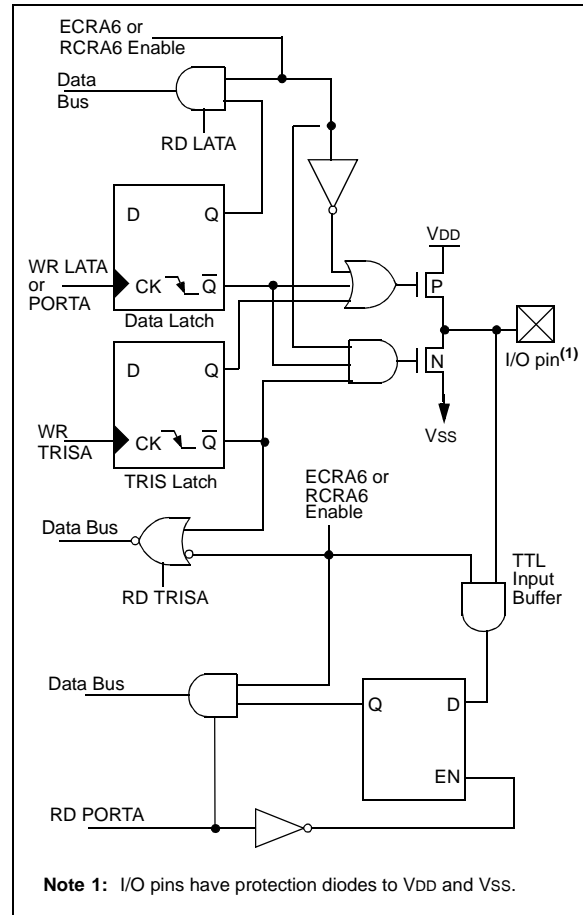 ECRA6 or
RCRA6 Enable
Data
Bus
RD LATA
D Q
WR LATA
or
PORTA
CK Q̅
Data Latch
VDD
P
I/O pin(1)
N
VSS
D Q
WR
TRISA
CK Q̅
TRIS Latch
ECRA6 or
RCRA6
Enable
Data Bus
RD TRISA
TTL
Input
Buffer
Data Bus
Q D
EN
RD PORTA
Note 1: I/O pins have protection diodes to VDD and VSS.